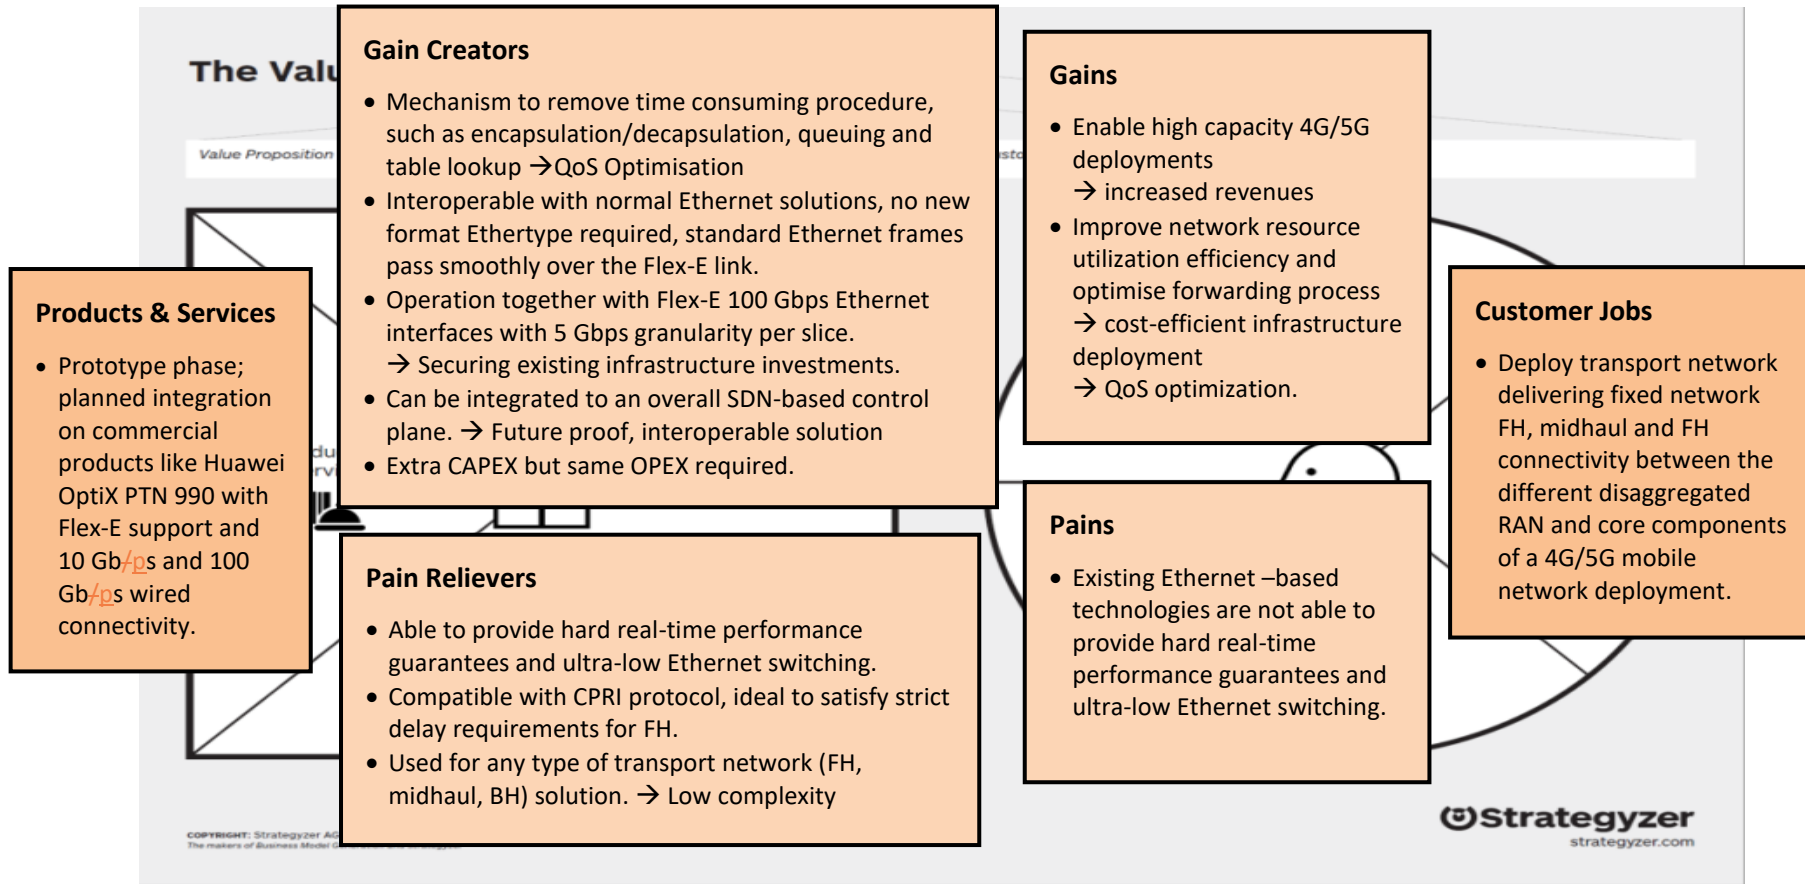 The Valu
Value Proposition
Gain Creators
• Mechanism to remove time consuming procedure,
such as encapsulation/decapsulation, queuing and
table lookup →QoS Optimisation
• Interoperable with normal Ethernet solutions, no new
format Ethertype required, standard Ethernet frames
pass smoothly over the Flex-E link.
• Operation together with Flex-E 100 Gbps Ethernet
interfaces with 5 Gbps granularity per slice.
→ Securing existing infrastructure investments.
• Can be integrated to an overall SDN-based control
plane. → Future proof, interoperable solution
• Extra CAPEX but same OPEX required.
Gains
• Enable high capacity 4G/5G
deployments
→ increased revenues
• Improve network resource
utilization efficiency and
optimise forwarding process
→ cost-efficient infrastructure
deployment
→ QoS optimization.
Products & Services
• Prototype phase;
planned integration
on commercial
products like Huawei
OptiX PTN 990 with
Flex-E support and
10 Gb/ps and 100
Gb/ps wired
connectivity.
Customer Jobs
• Deploy transport network
delivering fixed network
FH, midhaul and FH
connectivity between the
different disaggregated
RAN and core components
of a 4G/5G mobile
network deployment.
Pain Relievers
• Able to provide hard real-time performance
guarantees and ultra-low Ethernet switching.
• Compatible with CPRI protocol, ideal to satisfy strict
delay requirements for FH.
• Used for any type of transport network (FH,
midhaul, BH) solution. → Low complexity
Pains
• Existing Ethernet –based
technologies are not able to
provide hard real-time
performance guarantees and
ultra-low Ethernet switching.
COPYRIGHT: Strategyzer AG
The makers of Business Model
Strategyzer
strategyzer.com